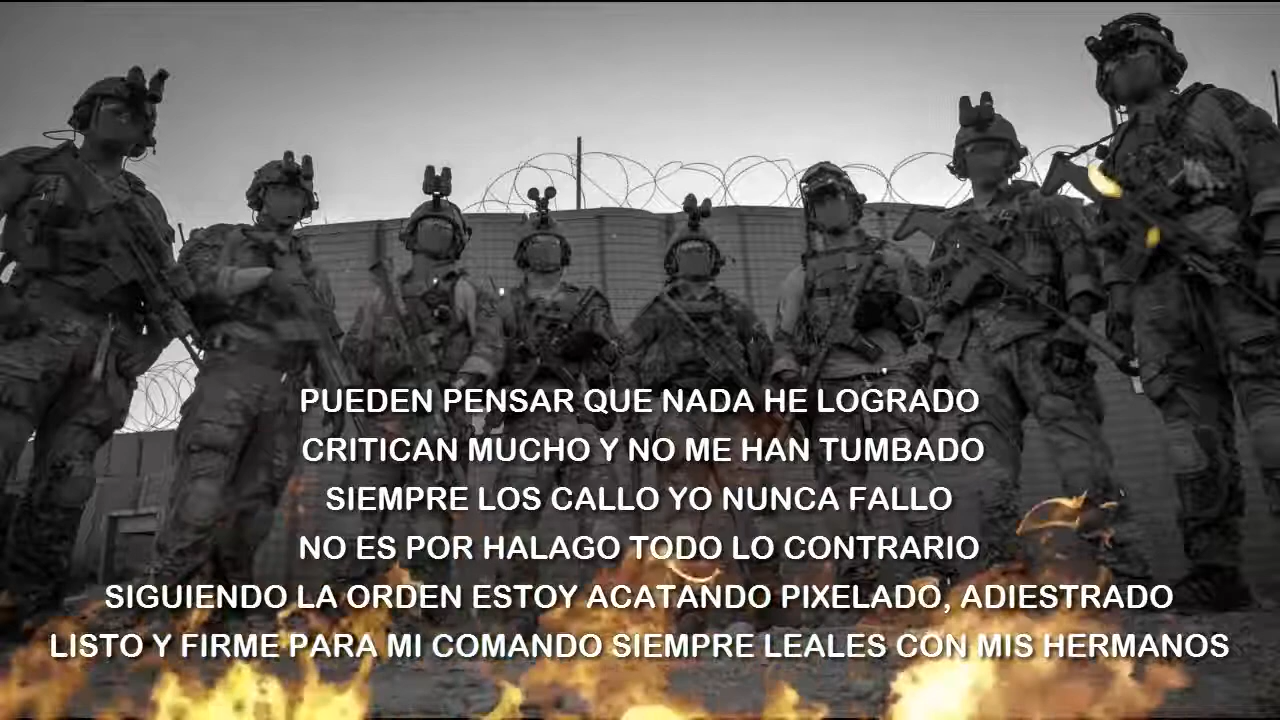 PUEDEN PENSAR QUE NADA HE LOGRADO
CRITICAN MUCHO Y NO ME HAN TUMBADO
SIEMPRE LOS CALLO YO NUNCA FALLO
NO ES POR HALAGO TODO LO CONTRARIO
SIGUIENDO LA ORDEN ESTOY ACATANDO PIXELADO, ADIESTRADO
LISTO Y FIRME PARA MI COMANDO SIEMPRE LEALES CON MIS HERMANOS